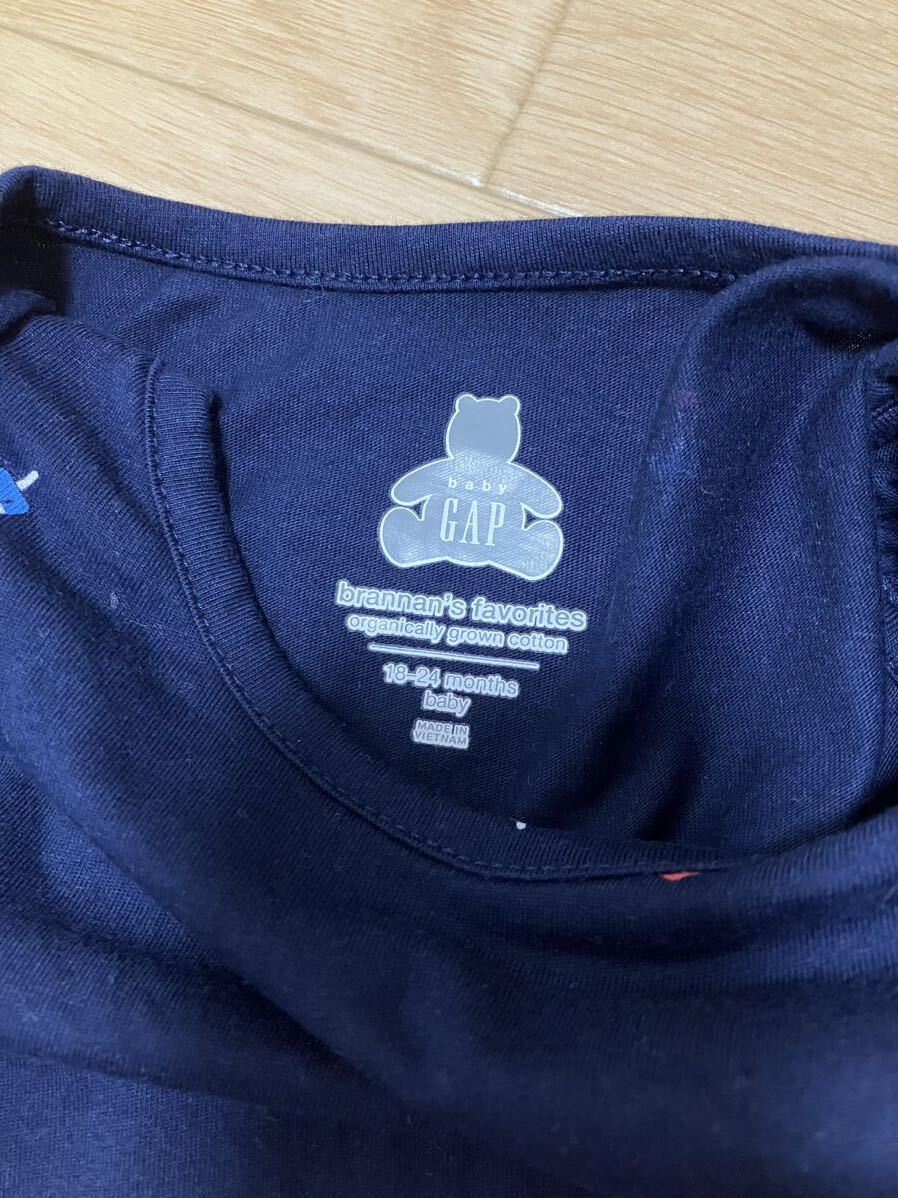 baby
GAP
brannan's favorites
organically grown cotton
18-24 months
baby
MADE IN
VIETNAM